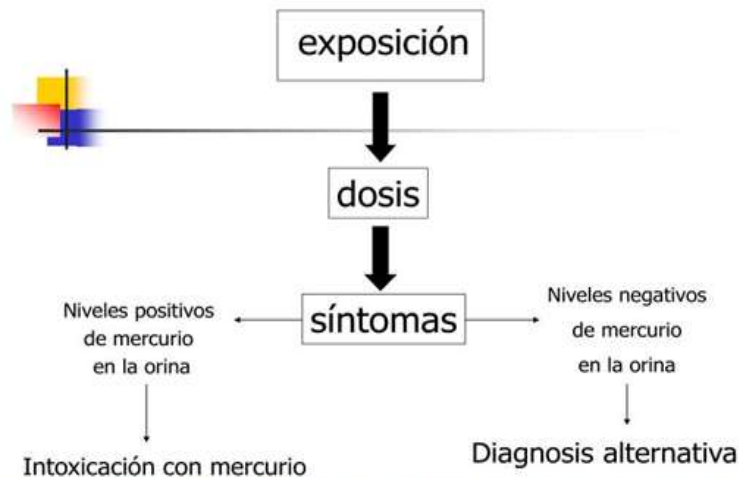 exposición
dosis
síntomas
Niveles positivos
de mercurio
en la orina
Niveles negativos
de mercurio
en la orina
Intoxicación con mercurio
Diagnosis alternativa